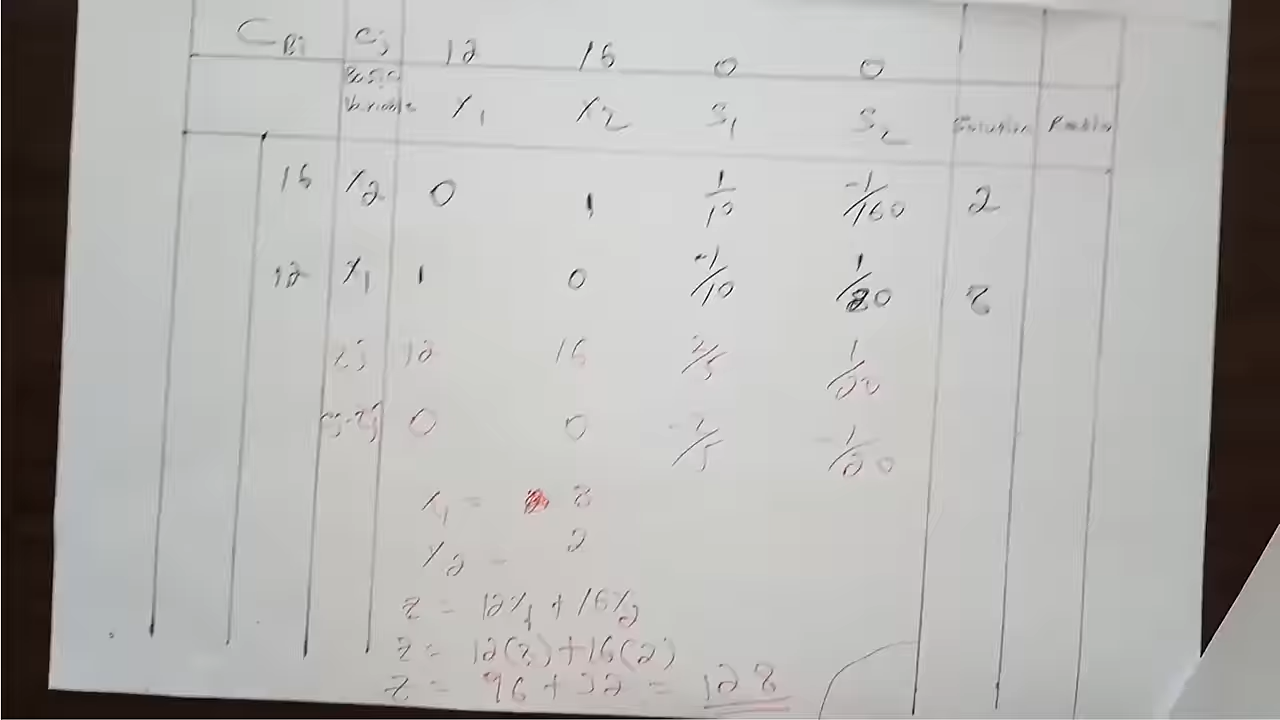 CBi Cj 12 16 0 0
Basic Variable X1 X2 S1 S2 Solution Ratio
16 X2 0 1 1/10 -1/160 2
12 X1 1 0 -1/10 1/80 8
Zj 12 16 2/5 1/20
Cj-Zj 0 0 -2/5 -1/20
X1 = 8
X2 = 2
Z = 12X1 + 16X2
Z = 12(8)+16(2)
Z = 96 + 32 = 128